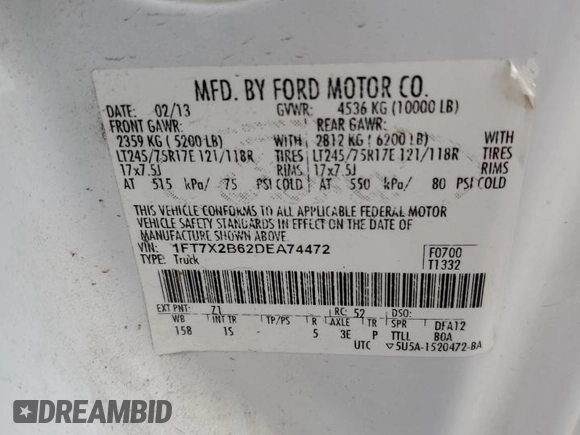 MFD. BY FORD MOTOR CO.
DATE: 02/13 GVWR: 4536 KG (10000 LB)
FRONT GAWR: REAR GAWR:
2359 KG (5200 LB) WITH 2812 KG (6200 LB) WITH
LT245/75R17E 121/118R TIRES LT245/75R17E 121/118R TIRES
17x7.5J RIMS 17x7.5J RIMS
AT 515 kPa/ 75 PSI COLD AT 550 kPa/ 80 PSI COLD
THIS VEHICLE CONFORMS TO ALL APPLICABLE FEDERAL MOTOR
VEHICLE SAFETY STANDARDS IN EFFECT ON THE DATE OF
MANUFACTURE SHOWN ABOVE.
VIN: 1FT7X2B62DEA74472 F0700
TYPE: Truck T1332
EXT PNT: Z1 RC: 52 DSO:
WB INT TR TP/PS R AXLE TR SPR DFA12
158 15 - 5 3E P TTLL BOA
UTC 5U5A-1520472-BA
DREAMBID